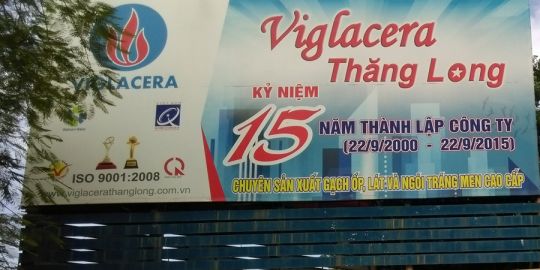 VIGLACERA
ISO 9001:2008
www.viglacerathanglong.com.vn
Viglacera
Thăng Long
KỶ NIỆM
15 NĂM THÀNH LẬP CÔNG TY
(22/9/2000 - 22/9/2015)
CHUYÊN SẢN XUẤT GẠCH ỐP, LÁT VÀ NGÓI TRÁNG MEN CAO CẤP